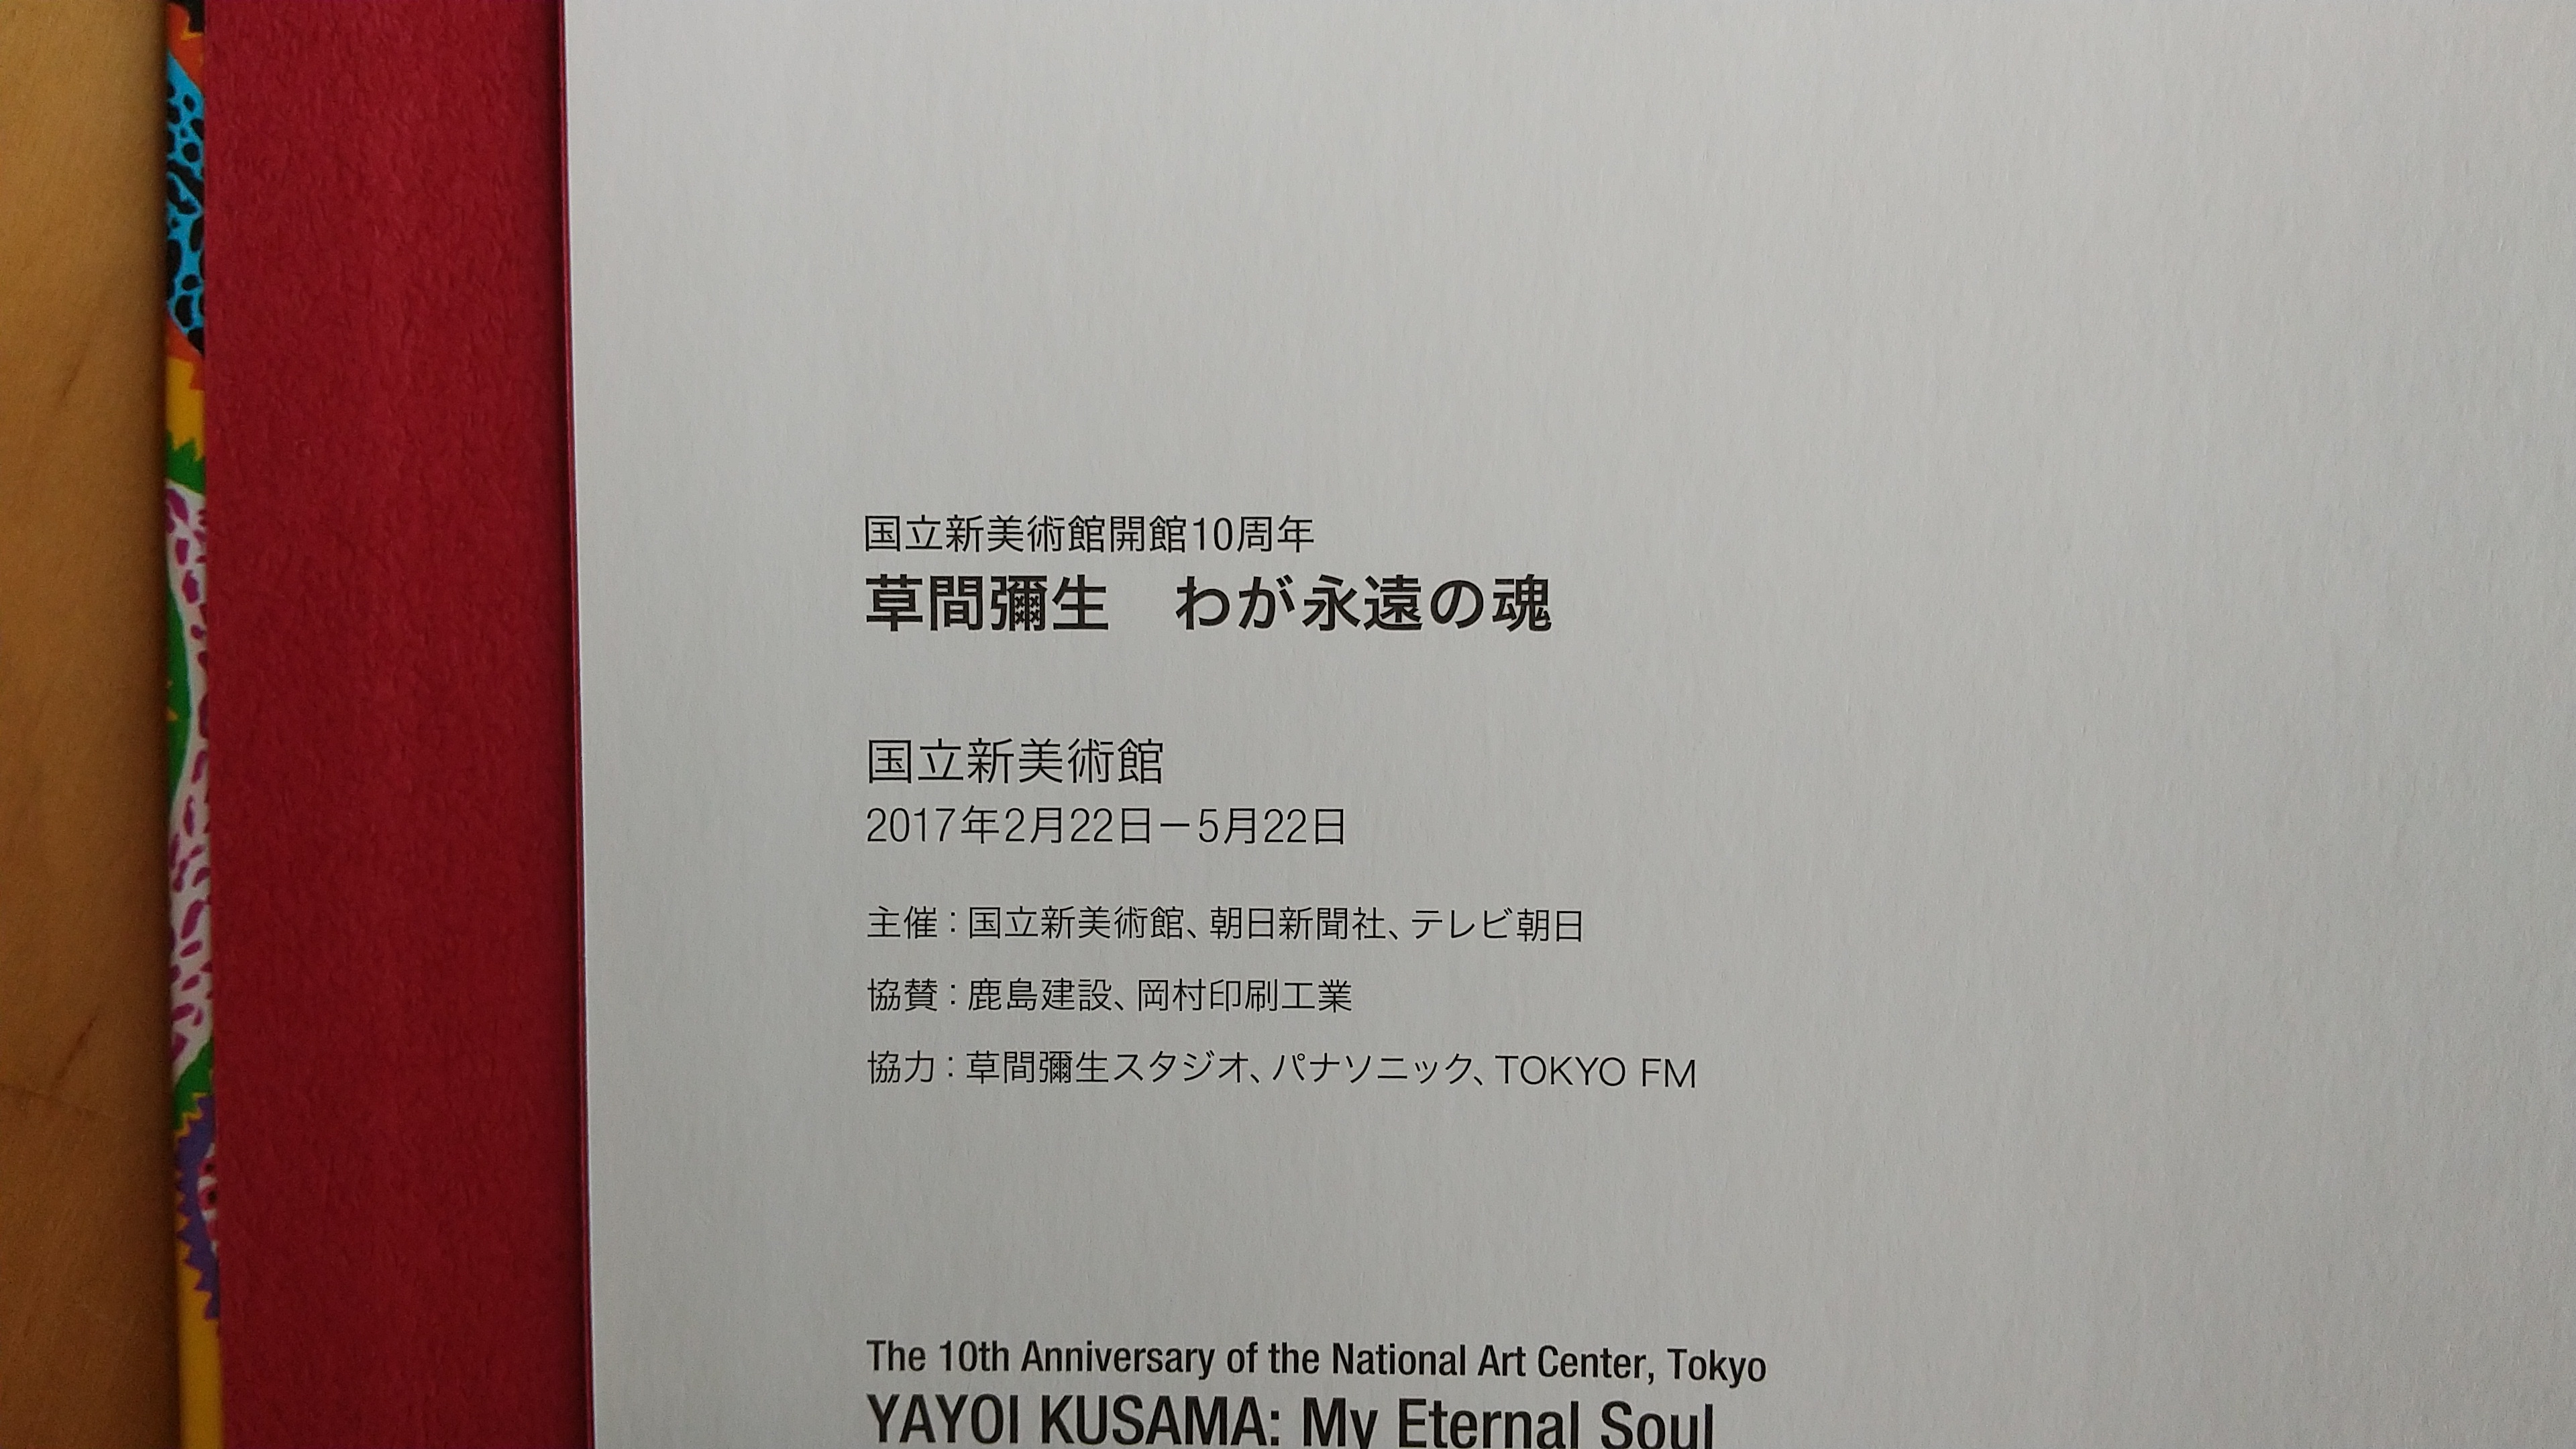 国立新美術館開館10周年
草間彌生　わが永遠の魂
国立新美術館
2017年2月22日－5月22日
主催：国立新美術館、朝日新聞社、テレビ朝日
協賛：鹿島建設、岡村印刷工業
協力：草間彌生スタジオ、パナソニック、TOKYO FM
The 10th Anniversary of the National Art Center, Tokyo
YAYOI KUSAMA: My Eternal Soul